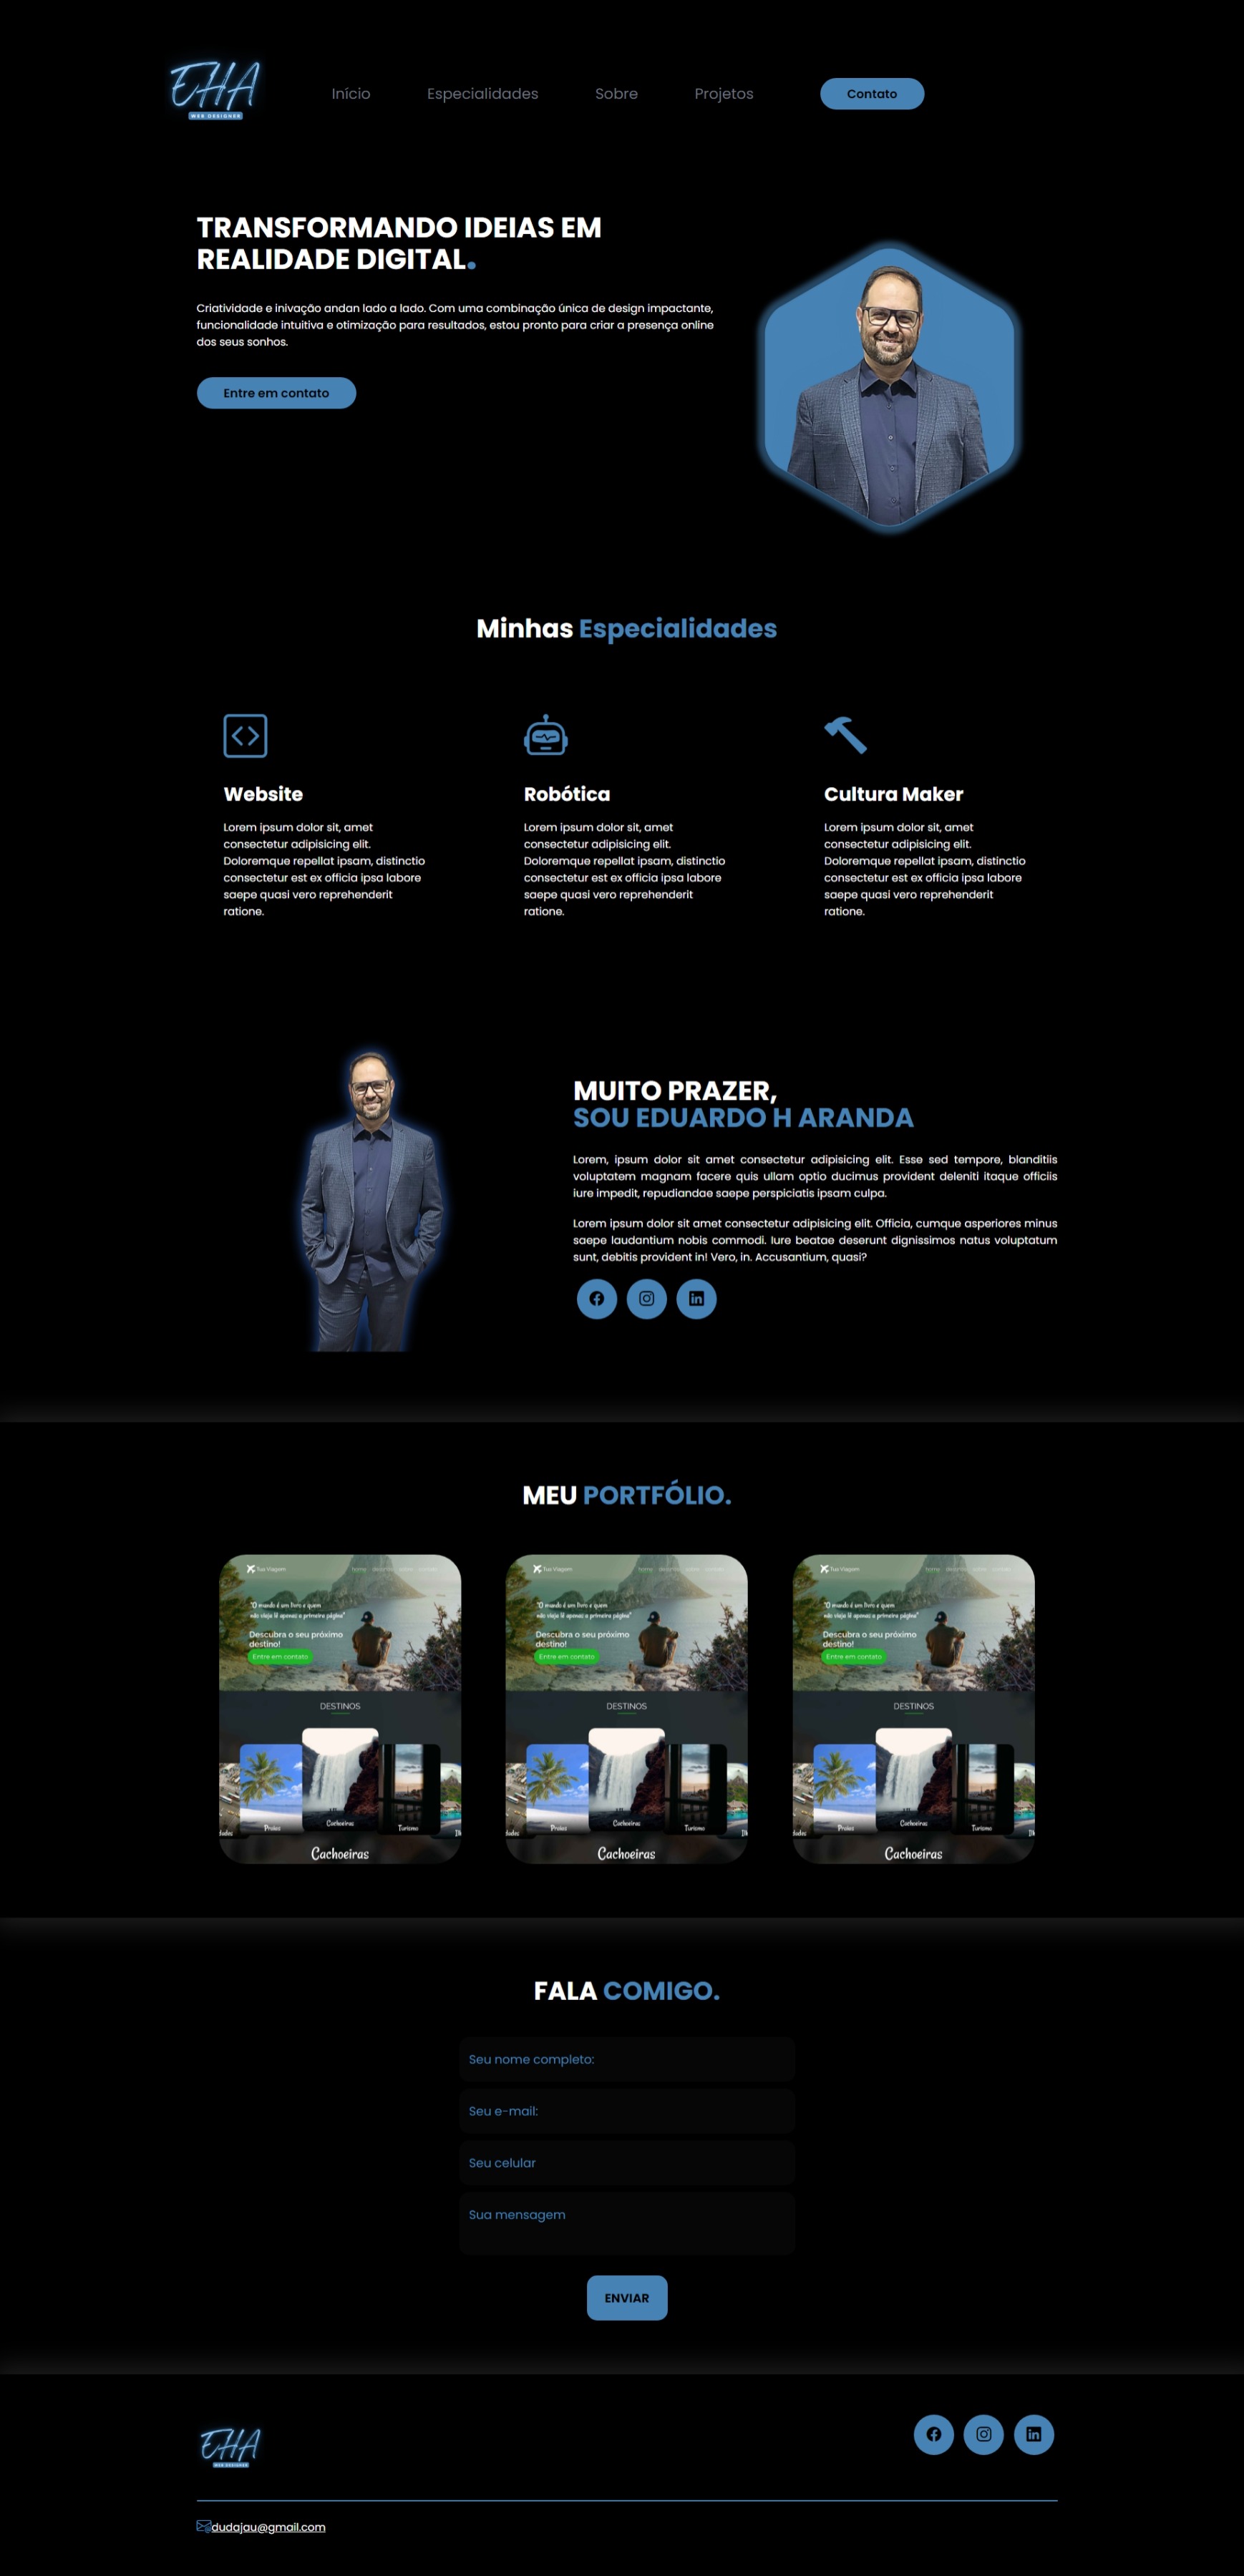 EHA
WEB DESIGNER
Início Especialidades Sobre Projetos Contato
TRANSFORMANDO IDEIAS EM
REALIDADE DIGITAL.
Criatividade e inivação andan lado a lado. Com uma combinação única de design impactante,
funcionalidade intuitiva e otimização para resultados, estou pronto para criar a presença online
dos seus sonhos.
Entre em contato
Minhas Especialidades
Website
Lorem ipsum dolor sit, amet
consectetur adipisicing elit.
Doloremque repellat ipsam, distinctio
consectetur est ex officia ipsa labore
saepe quasi vero reprehenderit
ratione.
Robótica
Lorem ipsum dolor sit, amet
consectetur adipisicing elit.
Doloremque repellat ipsam, distinctio
consectetur est ex officia ipsa labore
saepe quasi vero reprehenderit
ratione.
Cultura Maker
Lorem ipsum dolor sit, amet
consectetur adipisicing elit.
Doloremque repellat ipsam, distinctio
consectetur est ex officia ipsa labore
saepe quasi vero reprehenderit
ratione.
MUITO PRAZER,
SOU EDUARDO H ARANDA
Lorem, ipsum dolor sit amet consectetur adipisicing elit. Esse sed tempore, blanditiis
voluptatem magnam facere quis ullam optio ducimus provident deleniti itaque officiis
iure impedit, repudiandae saepe perspiciatis ipsam culpa.
Lorem ipsum dolor sit amet consectetur adipisicing elit. Officia, cumque asperiores minus
saepe laudantium nobis commodi. Iure beatae deserunt dignissimos natus voluptatum
sunt, debitis provident in! Vero, in. Accusantium, quasi?
MEU PORTFÓLIO.
Tua Viagem home
"O mundo é um livro e quem
não viaja lê apenas a primeira página"
Descubra o seu próximo
destino!
Entre em contato
DESTINOS
Praias Cachoeiras Turismo
Cachoeiras
Tua Viagem home
"O mundo é um livro e quem
não viaja lê apenas a primeira página"
Descubra o seu próximo
destino!
Entre em contato
DESTINOS
Praias Cachoeiras Turismo
Cachoeiras
Tua Viagem home
"O mundo é um livro e quem
não viaja lê apenas a primeira página"
Descubra o seu próximo
destino!
Entre em contato
DESTINOS
Praias Cachoeiras Turismo
Cachoeiras
FALA COMIGO.
Seu nome completo:
Seu e-mail:
Seu celular
Sua mensagem
ENVIAR
EHA
WEB DESIGNER
dudajau@gmail.com